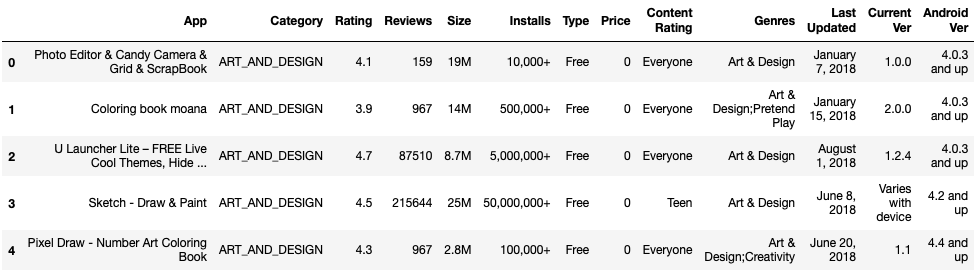 App Category Rating Reviews Size Installs Type Price Content Rating Genres Last Updated Current Ver Android Ver
0 Photo Editor & Candy Camera & Grid & ScrapBook ART_AND_DESIGN 4.1 159 19M 10,000+ Free 0 Everyone Art & Design January 7, 2018 1.0.0 4.0.3 and up
1 Coloring book moana ART_AND_DESIGN 3.9 967 14M 500,000+ Free 0 Everyone Art & Design;Pretend Play January 15, 2018 2.0.0 4.0.3 and up
2 U Launcher Lite – FREE Live Cool Themes, Hide ... ART_AND_DESIGN 4.7 87510 8.7M 5,000,000+ Free 0 Everyone Art & Design August 1, 2018 1.2.4 4.0.3 and up
3 Sketch - Draw & Paint ART_AND_DESIGN 4.5 215644 25M 50,000,000+ Free 0 Teen Art & Design June 8, 2018 Varies with device 4.2 and up
4 Pixel Draw - Number Art Coloring Book ART_AND_DESIGN 4.3 967 2.8M 100,000+ Free 0 Everyone Art & Design;Creativity June 20, 2018 1.1 4.4 and up